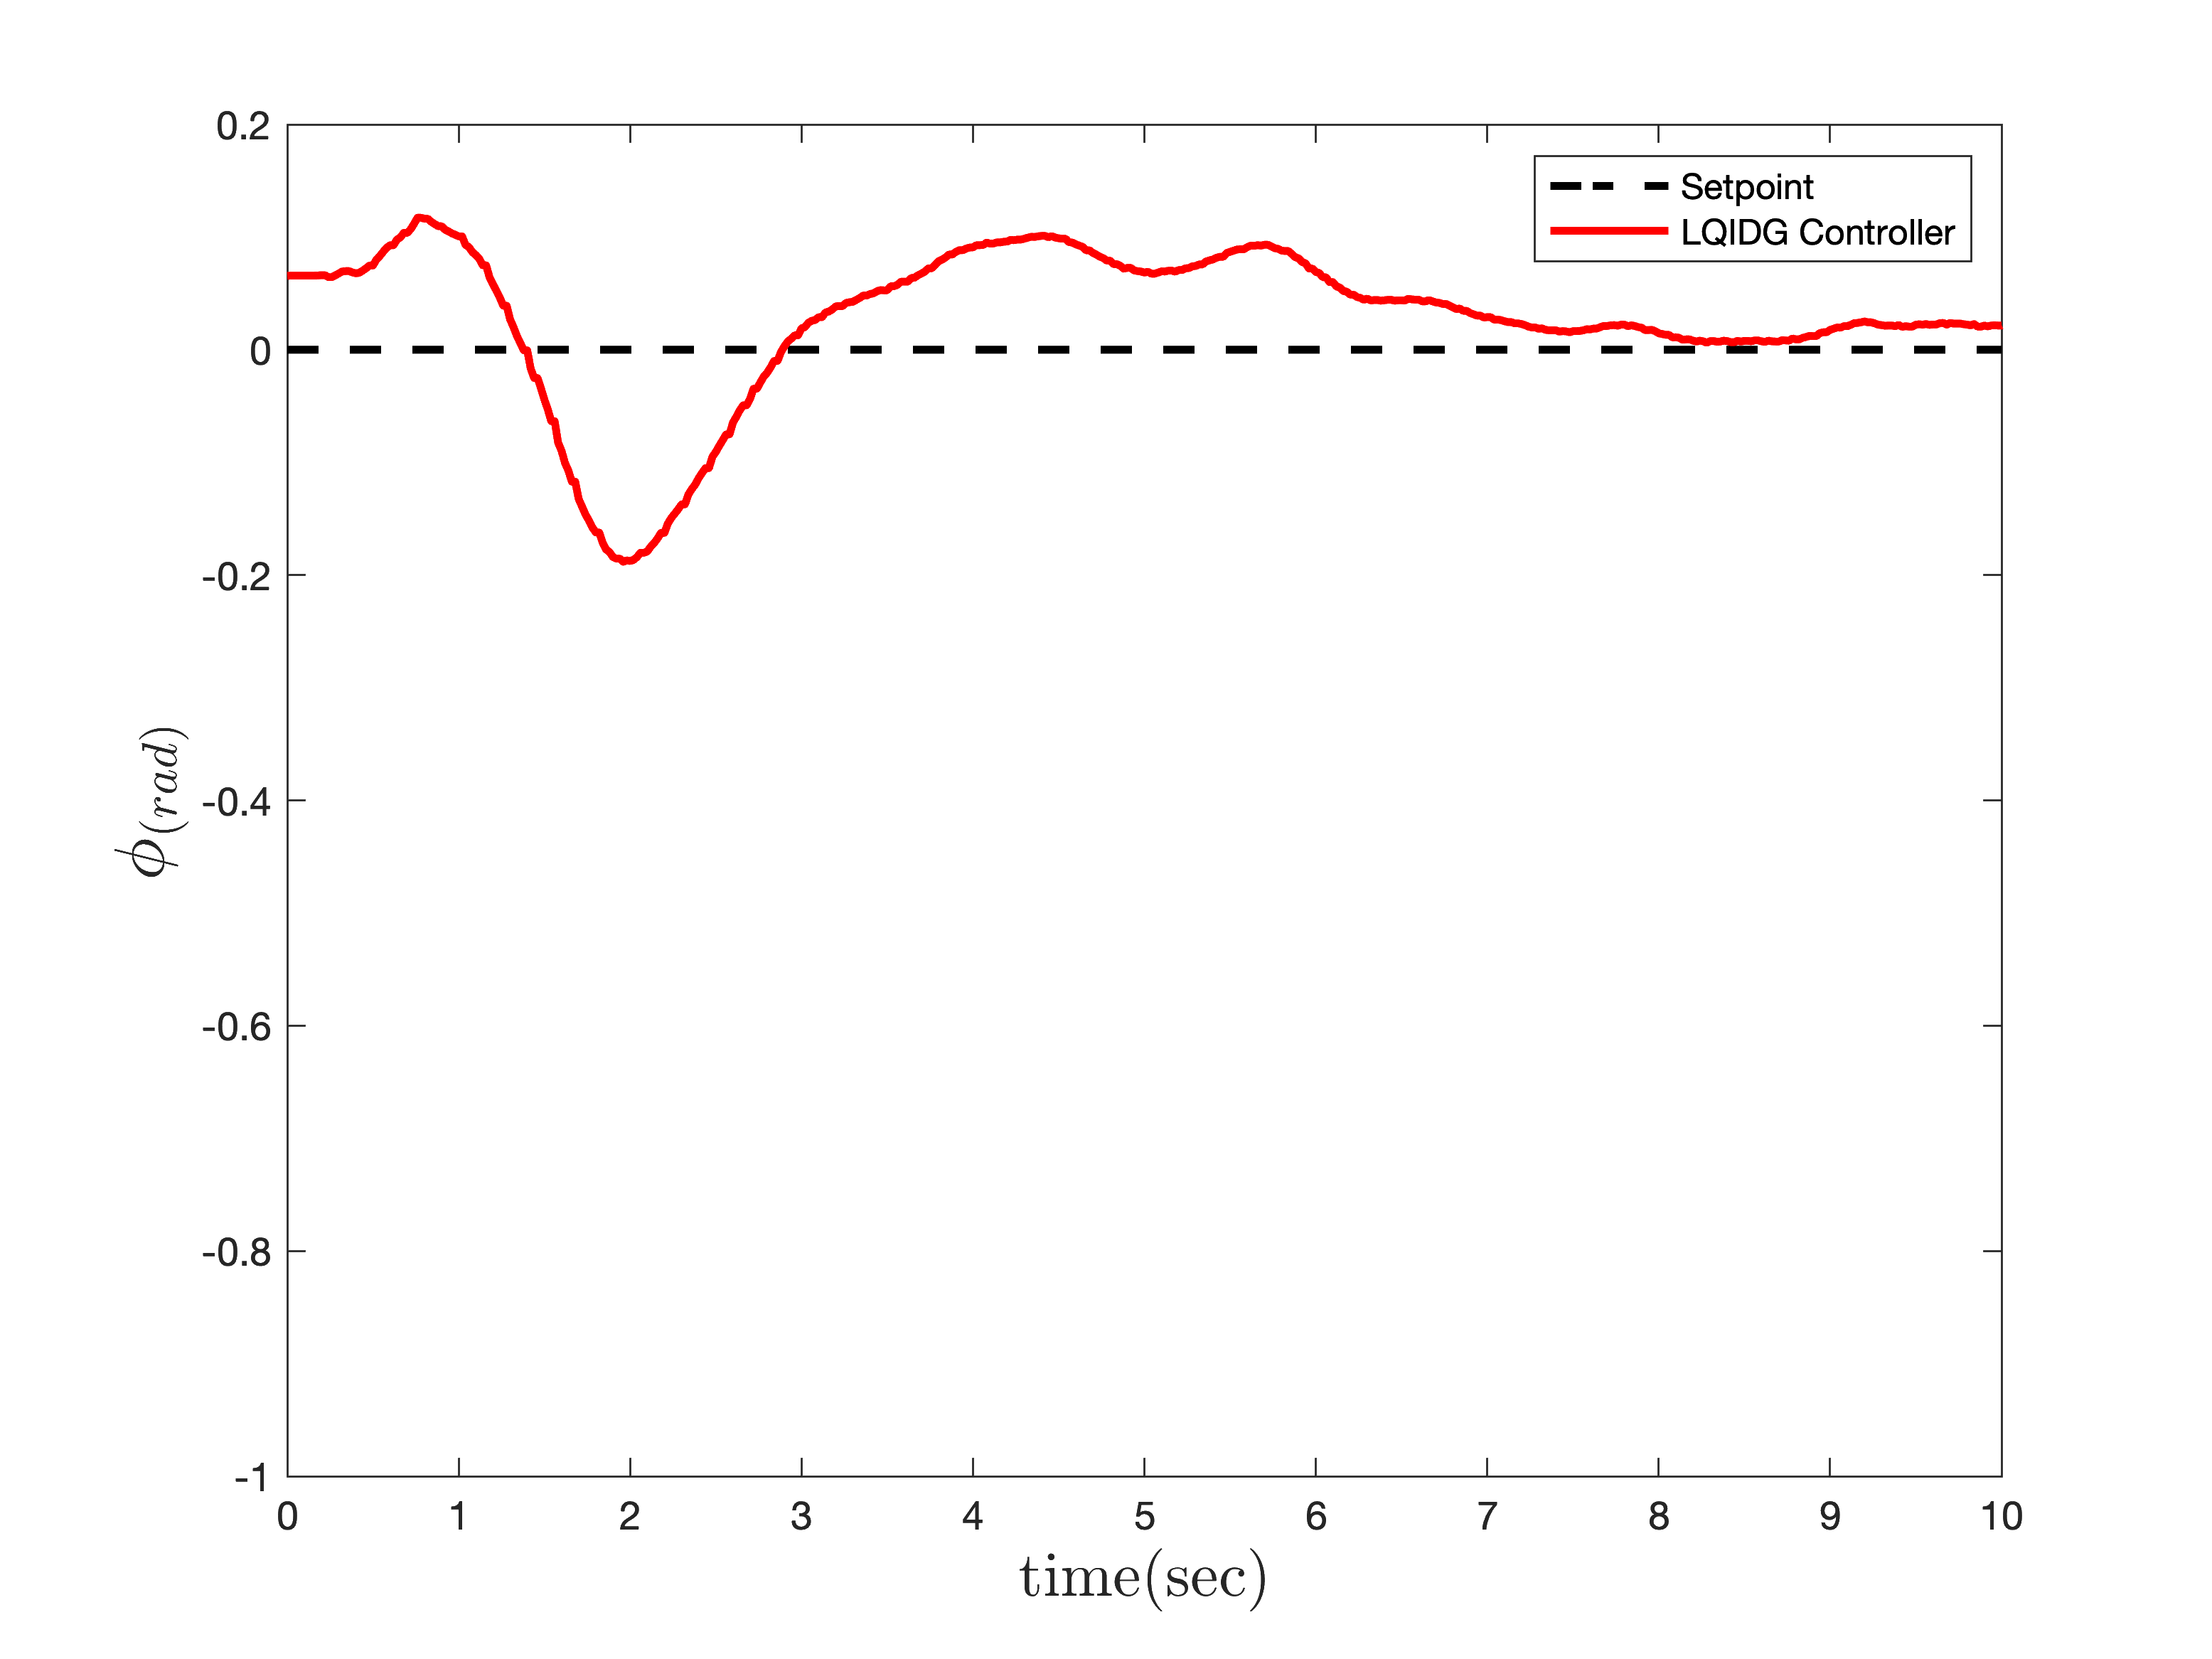 0.2
0
-0.2
-0.4
-0.6
-0.8
-1
ϕ(rad)
Setpoint
LQIDG Controller
0 1 2 3 4 5 6 7 8 9 10
time(sec)